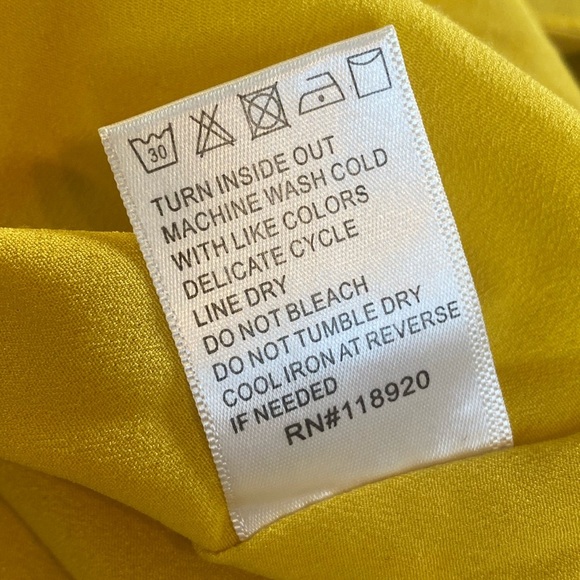 30
TURN INSIDE OUT
MACHINE WASH COLD
WITH LIKE COLORS
DELICATE CYCLE
LINE DRY
DO NOT BLEACH
DO NOT TUMBLE DRY
COOL IRON AT REVERSE
IF NEEDED
RN#118920